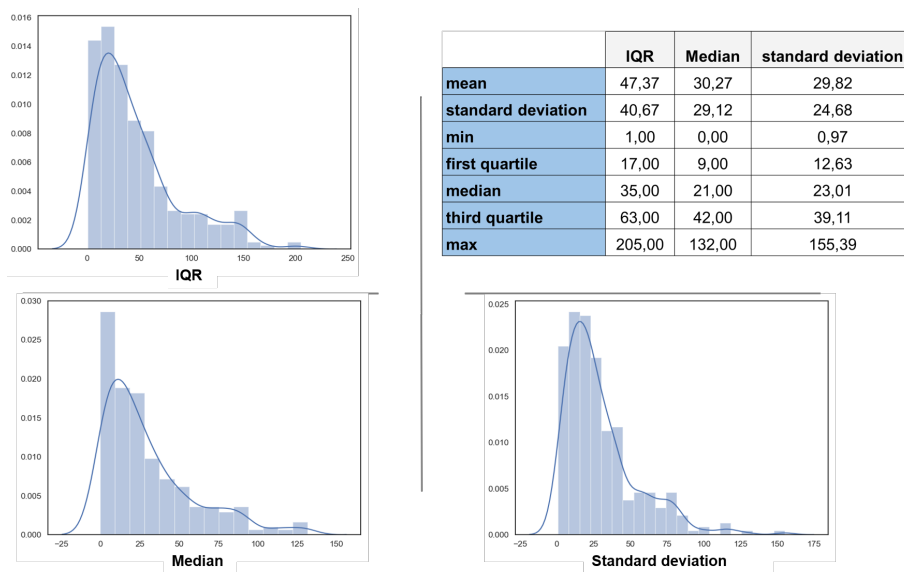 0.016
0.014
0.012
0.010
0.008
0.006
0.004
0.002
0.000
0 50 100 150 200 250
IQR
IQR Median standard deviation
mean 47,37 30,27 29,82
standard deviation 40,67 29,12 24,68
min 1,00 0,00 0,97
first quartile 17,00 9,00 12,63
median 35,00 21,00 23,01
third quartile 63,00 42,00 39,11
max 205,00 132,00 155,39
0.030
0.025
0.020
0.015
0.010
0.005
0.000
−25 0 25 50 75 100 125 150
Median
0.025
0.020
0.015
0.010
0.005
0.000
−25 0 25 50 75 100 125 150 175
Standard deviation